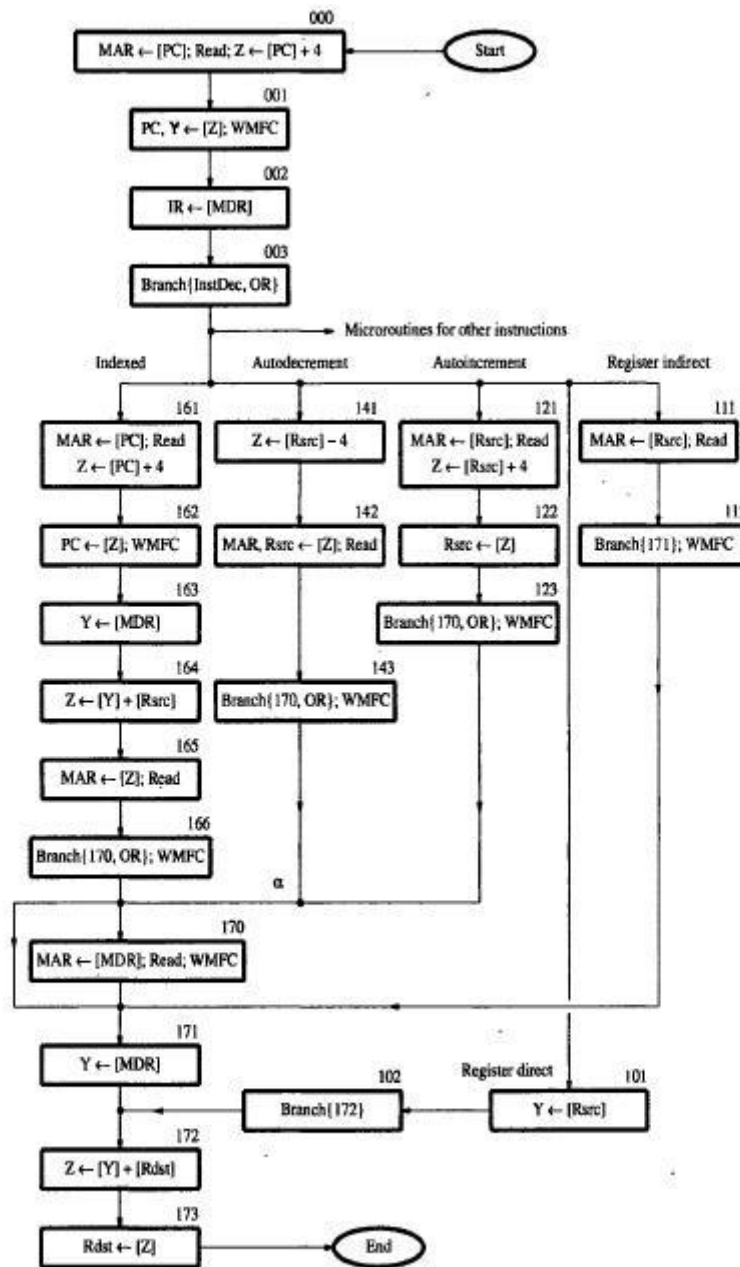 000
MAR ← [PC]; Read; Z ← [PC] + 4
Start
001
PC, Y ← [Z]; WMFC
002
IR ← [MDR]
003
Branch{InstDec, OR}
Microroutines for other instructions
Indexed
Autodecrement
Autoincrement
Register indirect
161
141
121
111
MAR ← [PC]; Read
Z ← [PC] + 4
Z ← [Rsrc] − 4
MAR ← [Rsrc]; Read
Z ← [Rsrc] + 4
MAR ← [Rsrc]; Read
162
142
122
PC ← [Z]; WMFC
MAR, Rsrc ← [Z]; Read
Rsrc ← [Z]
Branch{171}; WMFC
163
123
Y ← [MDR]
Branch{170, OR}; WMFC
164
143
Z ← [Y] + [Rsrc]
Branch{170, OR}; WMFC
165
MAR ← [Z]; Read
166
Branch{170, OR}; WMFC
α
170
MAR ← [MDR]; Read; WMFC
171
Y ← [MDR]
102
Register direct
101
Branch{172}
Y ← [Rsrc]
172
Z ← [Y] + [Rdst]
173
Rdst ← [Z]
End